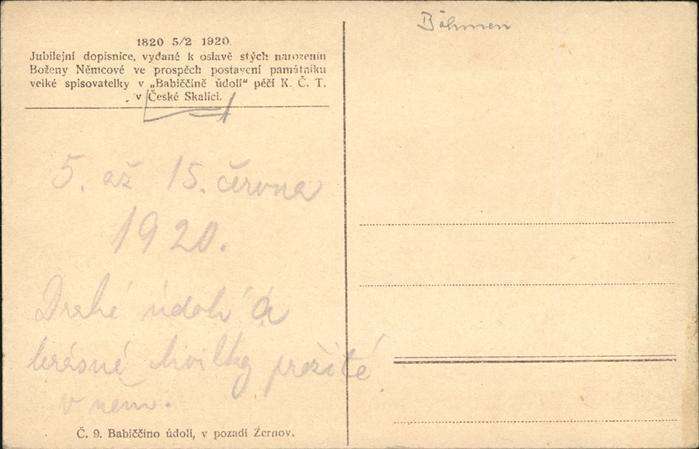 1820 5/2 1920.
Jubilejní dopisnice, vydané k oslavě stých narozenin
Boženy Němcové ve prospěch postavení památníku
veiké spisovatelky v „Babiččině údolí" péčí K. Č. T.
v České Skalici.
Böhmen
5. až 15. června
1920.
Drahé údolí a
krásné chvilky prožité
v něm.
Č. 9. Babiččino údolí, v pozadí Žernov.